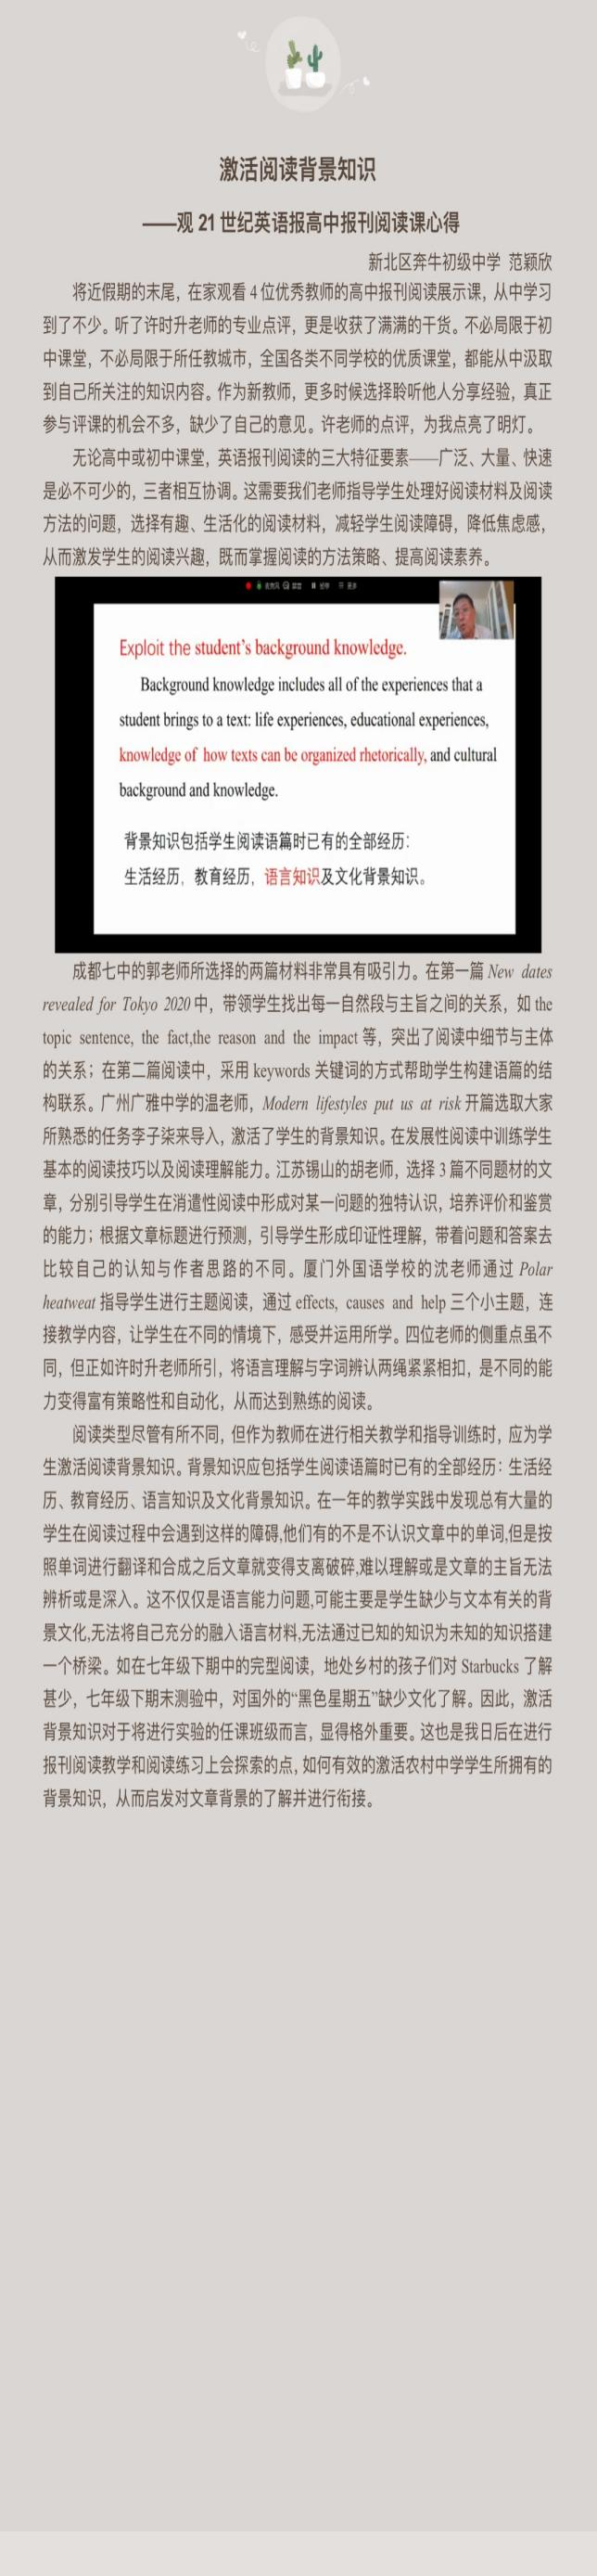 激活阅读背景知识
——观 21 世纪英语报高中报刊阅读课心得
新北区奔牛初级中学 范颖欣
将近假期的末尾，在家观看 4 位优秀教师的高中报刊阅读展示课，从中学习
到了不少。听了许时升老师的专业点评，更是收获了满满的干货。不必局限于初
中课堂，不必局限于所任教城市，全国各类不同学校的优质课堂，都能从中汲取
到自己所关注的知识内容。作为新教师，更多时候选择聆听他人分享经验，真正
参与评课的机会不多，缺少了自己的意见。许老师的点评，为我点亮了明灯。
无论高中或初中课堂，英语报刊阅读的三大特征要素——广泛、大量、快速
是必不可少的，三者相互协调。这需要我们老师指导学生处理好阅读材料及阅读
方法的问题，选择有趣、生活化的阅读材料，减轻学生阅读障碍，降低焦虑感，
从而激发学生的阅读兴趣，既而掌握阅读的方法策略、提高阅读素养。
Exploit the student's background knowledge.
Background knowledge includes all of the experiences that a
student brings to a text: life experiences, educational experiences,
knowledge of how texts can be organized rhetorically, and cultural
background and knowledge.
背景知识包括学生阅读语篇时已有的全部经历：
生活经历，教育经历，语言知识及文化背景知识。
成都七中的郭老师所选择的两篇材料非常具有吸引力。在第一篇 New dates
revealed for Tokyo 2020 中，带领学生找出每一自然段与主旨之间的关系，如 the
topic sentence, the fact,the reason and the impact 等，突出了阅读中细节与主体
的关系；在第二篇阅读中，采用 keywords 关键词的方式帮助学生构建语篇的结
构联系。广州广雅中学的温老师，Modern lifestyles put us at risk 开篇选取大家
所熟悉的任务李子柒来导入，激活了学生的背景知识。在发展性阅读中训练学生
基本的阅读技巧以及阅读理解能力。江苏锡山的胡老师，选择 3 篇不同题材的文
章，分别引导学生在消遣性阅读中形成对某一问题的独特认识，培养评价和鉴赏
的能力；根据文章标题进行预测，引导学生形成印证性理解，带着问题和答案去
比较自己的认知与作者思路的不同。厦门外国语学校的沈老师通过 Polar
heatweat 指导学生进行主题阅读，通过 effects, causes and help 三个小主题，连
接教学内容，让学生在不同的情境下，感受并运用所学。四位老师的侧重点虽不
同，但正如许时升老师所引，将语言理解与字词辨认两绳紧紧相扣，是不同的能
力变得富有策略性和自动化，从而达到熟练的阅读。
阅读类型尽管有所不同，但作为教师在进行相关教学和指导训练时，应为学
生激活阅读背景知识。背景知识应包括学生阅读语篇时已有的全部经历：生活经
历、教育经历、语言知识及文化背景知识。在一年的教学实践中发现总有大量的
学生在阅读过程中会遇到这样的障碍,他们有的不是不认识文章中的单词,但是按
照单词进行翻译和合成之后文章就变得支离破碎,难以理解或是文章的主旨无法
辨析或是深入。这不仅仅是语言能力问题,可能主要是学生缺少与文本有关的背
景文化,无法将自己充分的融入语言材料,无法通过已知的知识为未知的知识搭建
一个桥梁。如在七年级下期中的完型阅读，地处乡村的孩子们对 Starbucks 了解
甚少，七年级下期末测验中，对国外的“黑色星期五”缺少文化了解。因此，激活
背景知识对于将进行实验的任课班级而言，显得格外重要。这也是我日后在进行
报刊阅读教学和阅读练习上会探索的点，如何有效的激活农村中学学生所拥有的
背景知识，从而启发对文章背景的了解并进行衔接。